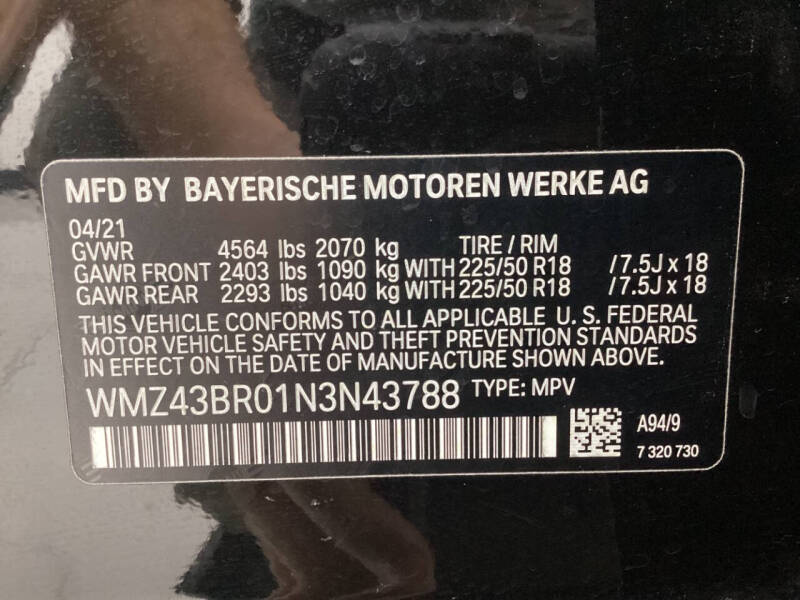 MFD BY BAYERISCHE MOTOREN WERKE AG
04/21
GVWR 4564 lbs 2070 kg TIRE / RIM
GAWR FRONT 2403 lbs 1090 kg WITH 225/50 R18 /7.5J x 18
GAWR REAR 2293 lbs 1040 kg WITH 225/50 R18 /7.5J x 18
THIS VEHICLE CONFORMS TO ALL APPLICABLE U. S. FEDERAL
MOTOR VEHICLE SAFETY AND THEFT PREVENTION STANDARDS
IN EFFECT ON THE DATE OF MANUFACTURE SHOWN ABOVE.
WMZ43BR01N3N43788 TYPE: MPV
A94/9
7 320 730